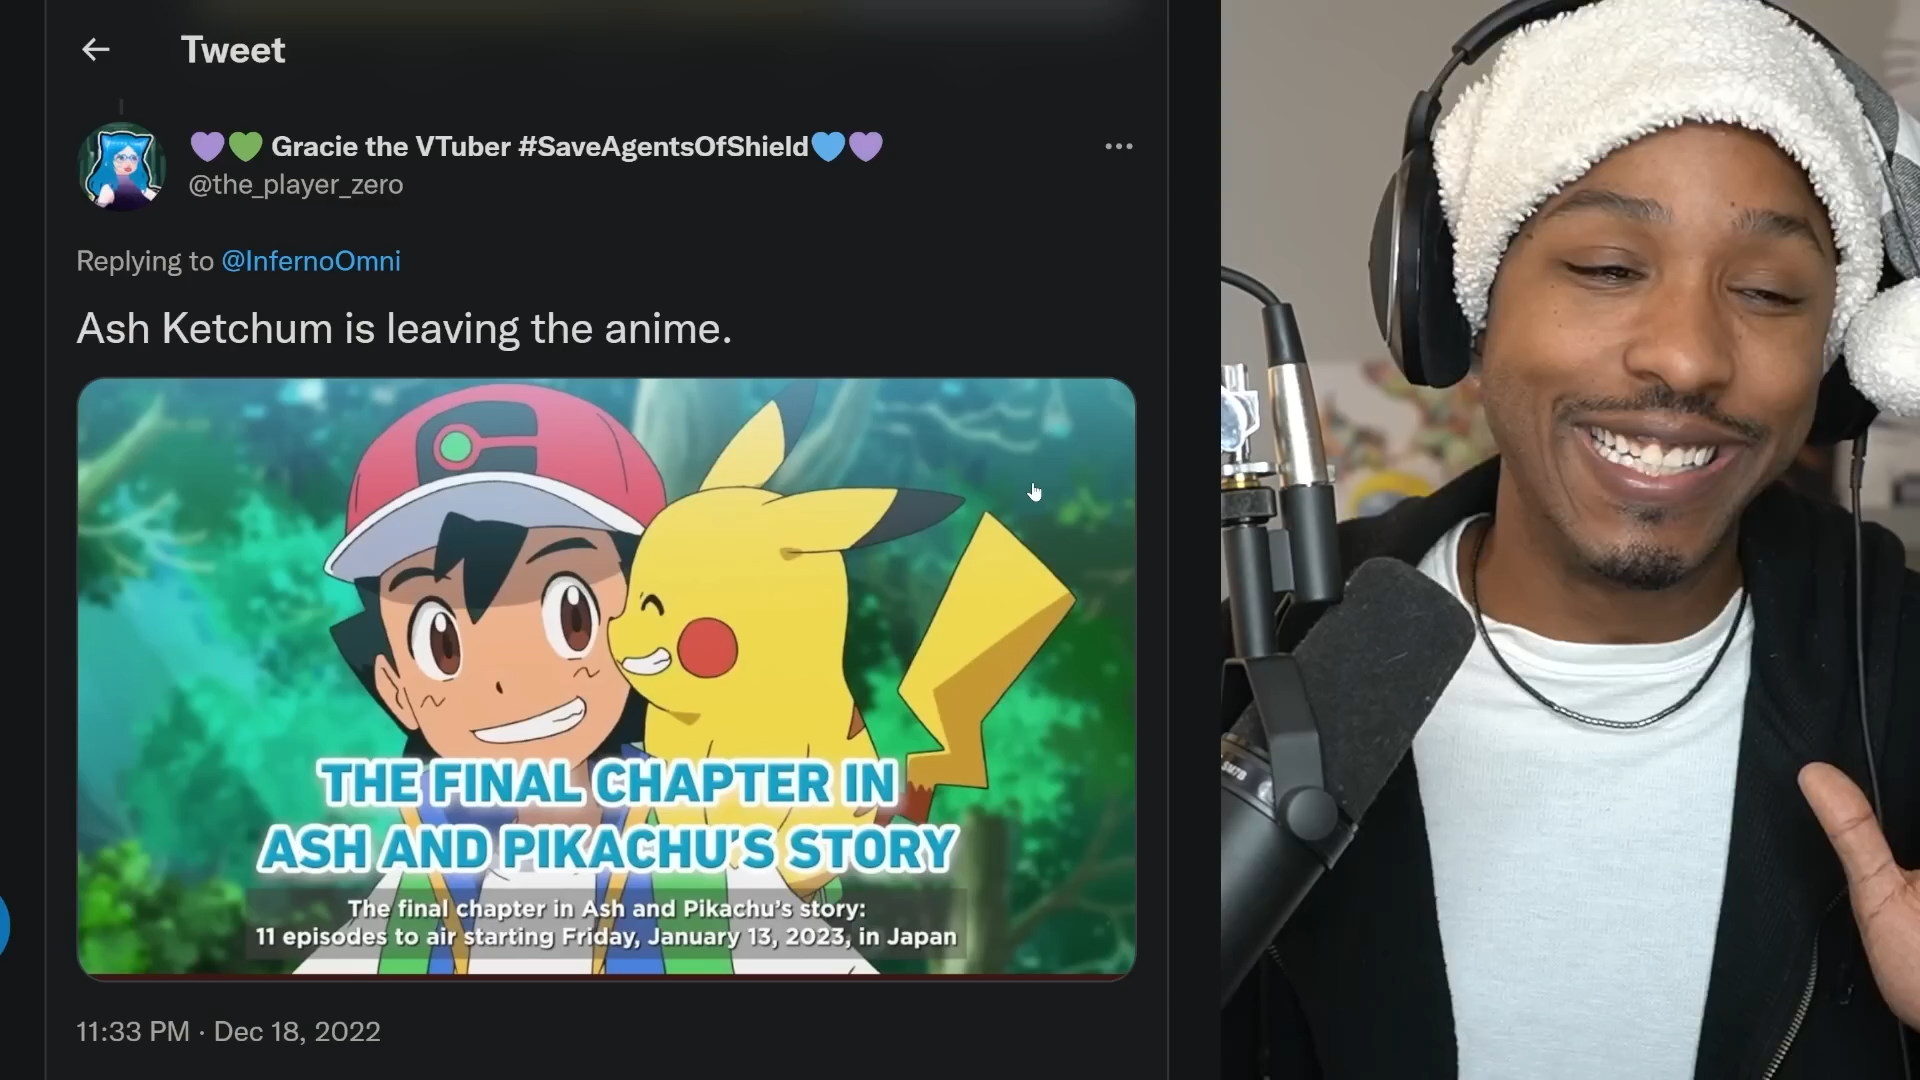 Tweet
💜💚 Gracie the VTuber #SaveAgentsOfShield💙💜
@the_player_zero
Replying to @InfernoOmni
Ash Ketchum is leaving the anime.
THE FINAL CHAPTER IN
ASH AND PIKACHU'S STORY
The final chapter in Ash and Pikachu's story:
11 episodes to air starting Friday, January 13, 2023, in Japan
11:33 PM · Dec 18, 2022
SM7B